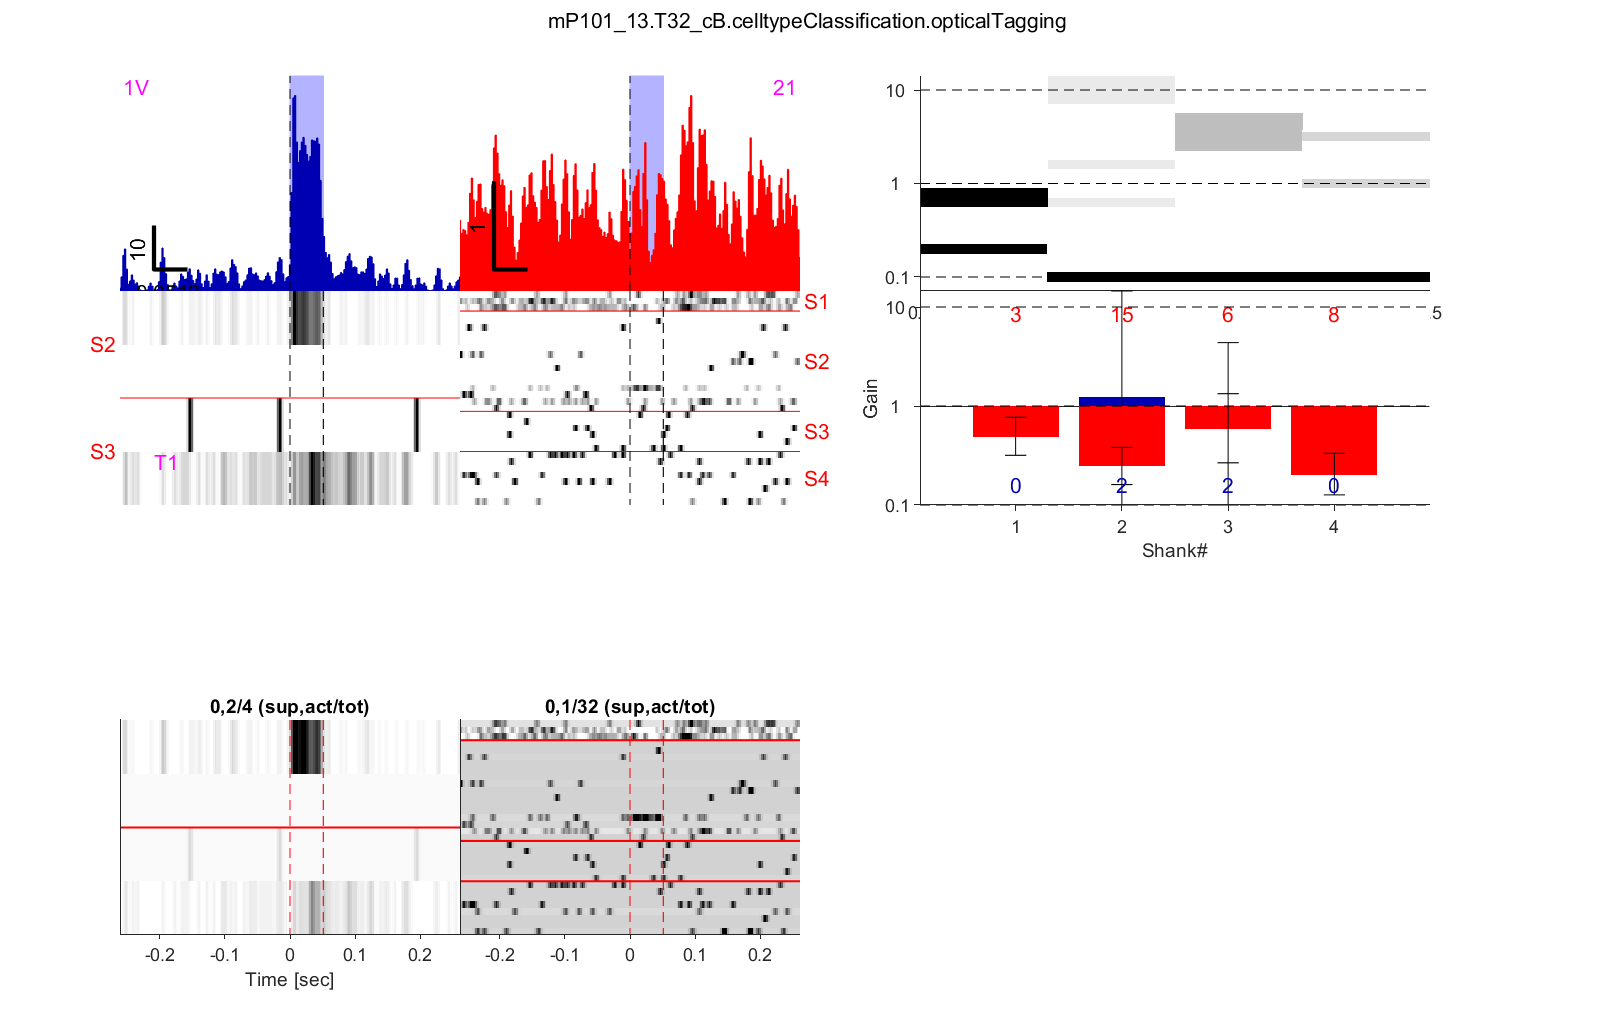 mP101_13.T32_cB.celltypeClassification.opticalTagging
1V
21
10
1
S2
S3
T1
S1
S2
S3
S4
10
1
0.1
0.
5
3 15 6 8
10
1
0.1
Gain
0 2 2 0
1 2 3 4
Shank#
0,2/4 (sup,act/tot)
0,1/32 (sup,act/tot)
-0.2 -0.1 0 0.1 0.2
-0.2 -0.1 0 0.1 0.2
Time [sec]